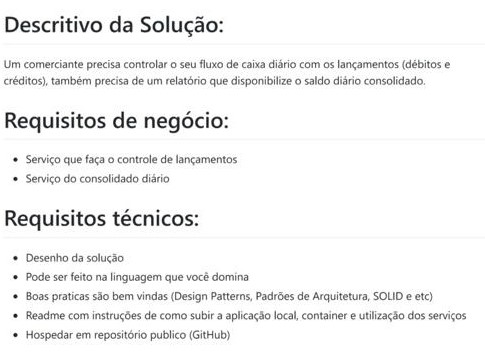 Descritivo da Solução:
Um comerciante precisa controlar o seu fluxo de caixa diário com os lançamentos (débitos e
créditos), também precisa de um relatório que disponibilize o saldo diário consolidado.
Requisitos de negócio:
• Serviço que faça o controle de lançamentos
• Serviço do consolidado diário
Requisitos técnicos:
• Desenho da solução
• Pode ser feito na linguagem que você domina
• Boas praticas são bem vindas (Design Patterns, Padrões de Arquitetura, SOLID e etc)
• Readme com instruções de como subir a aplicação local, container e utilização dos serviços
• Hospedar em repositório publico (GitHub)